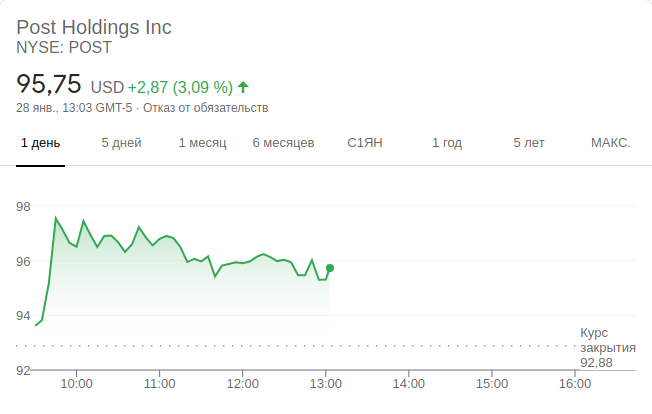 Post Holdings Inc
NYSE: POST
95,75 USD +2,87 (3,09 %)
28 янв., 13:03 GMT-5 · Отказ от обязательств
1 день 5 дней 1 месяц 6 месяцев С1ЯН 1 год 5 лет МАКС.
98
96
94
Курс
закрытия
92,88
92
10:00 11:00 12:00 13:00 14:00 15:00 16:00